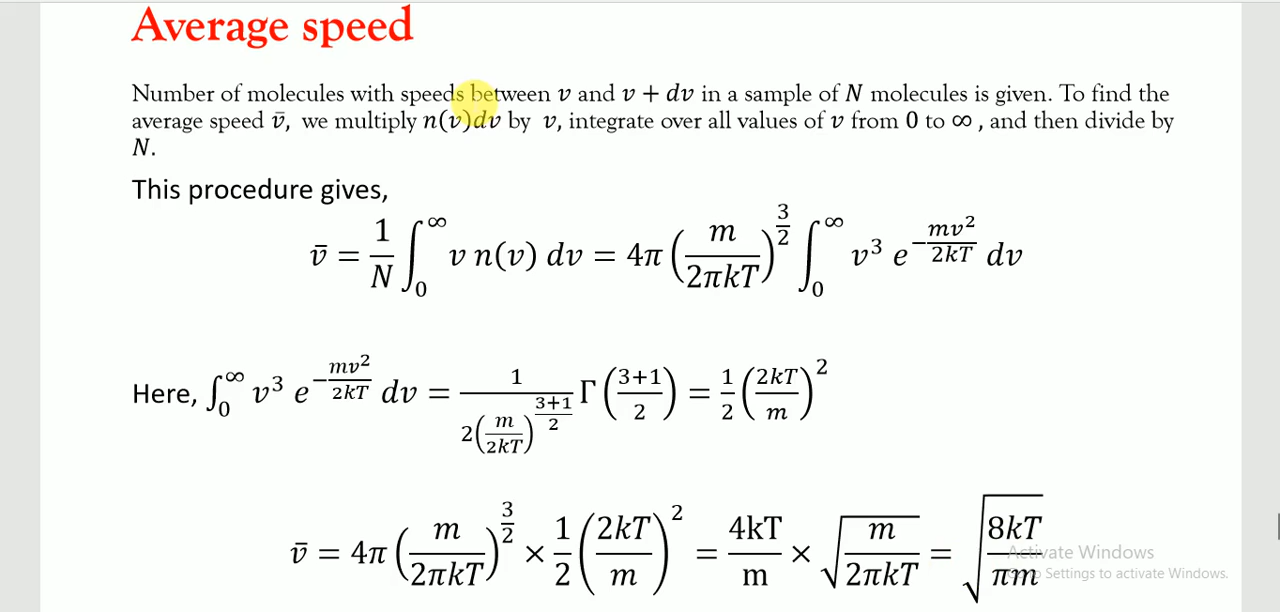 Average speed
Number of molecules with speeds between v and v + dv in a sample of N molecules is given. To find the
average speed v̄, we multiply n(v)dv by v, integrate over all values of v from 0 to ∞ , and then divide by
N.
This procedure gives,
v̄ = 1/N ∫₀^∞ v n(v) dv = 4π (m/2πkT)^(3/2) ∫₀^∞ v³ e^(−mv²/2kT) dv
Here, ∫₀^∞ v³ e^(−mv²/2kT) dv = 1/(2(m/2kT)^((3+1)/2)) Γ((3+1)/2) = 1/2 (2kT/m)²
v̄ = 4π (m/2πkT)^(3/2) × 1/2 (2kT/m)² = 4kT/m × √(m/2πkT) = √(8kT/πm)
Activate Windows
Go to Settings to activate Windows.